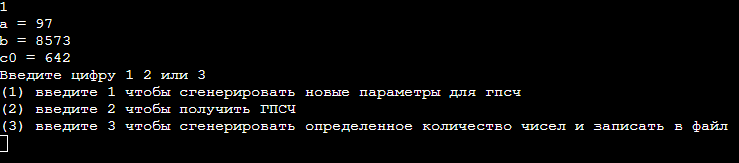 1
a = 97
b = 8573
c0 = 642
Введите цифру 1 2 или 3
(1) введите 1 чтобы сгенерировать новые параметры для гпсч
(2) введите 2 чтобы получить ГПСЧ
(3) введите 3 чтобы сгенерировать определенное количество чисел и записать в файл